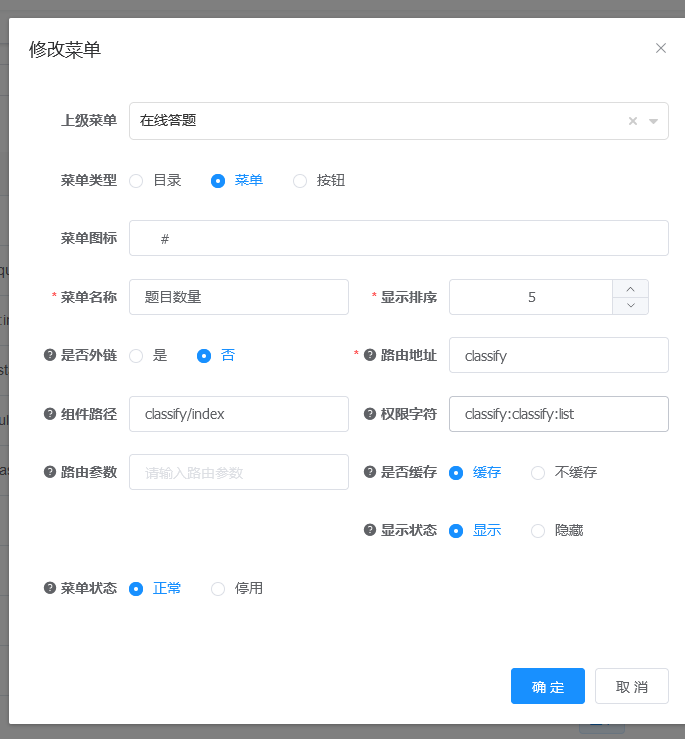 修改菜单
上级菜单 在线答题
菜单类型 目录 菜单 按钮
菜单图标 #
* 菜单名称 题目数量 * 显示排序 5
是否外链 是 否 * 路由地址 classify
组件路径 classify/index 权限字符 classify:classify:list
路由参数 请输入路由参数 是否缓存 缓存 不缓存
显示状态 显示 隐藏
菜单状态 正常 停用
确 定 取 消